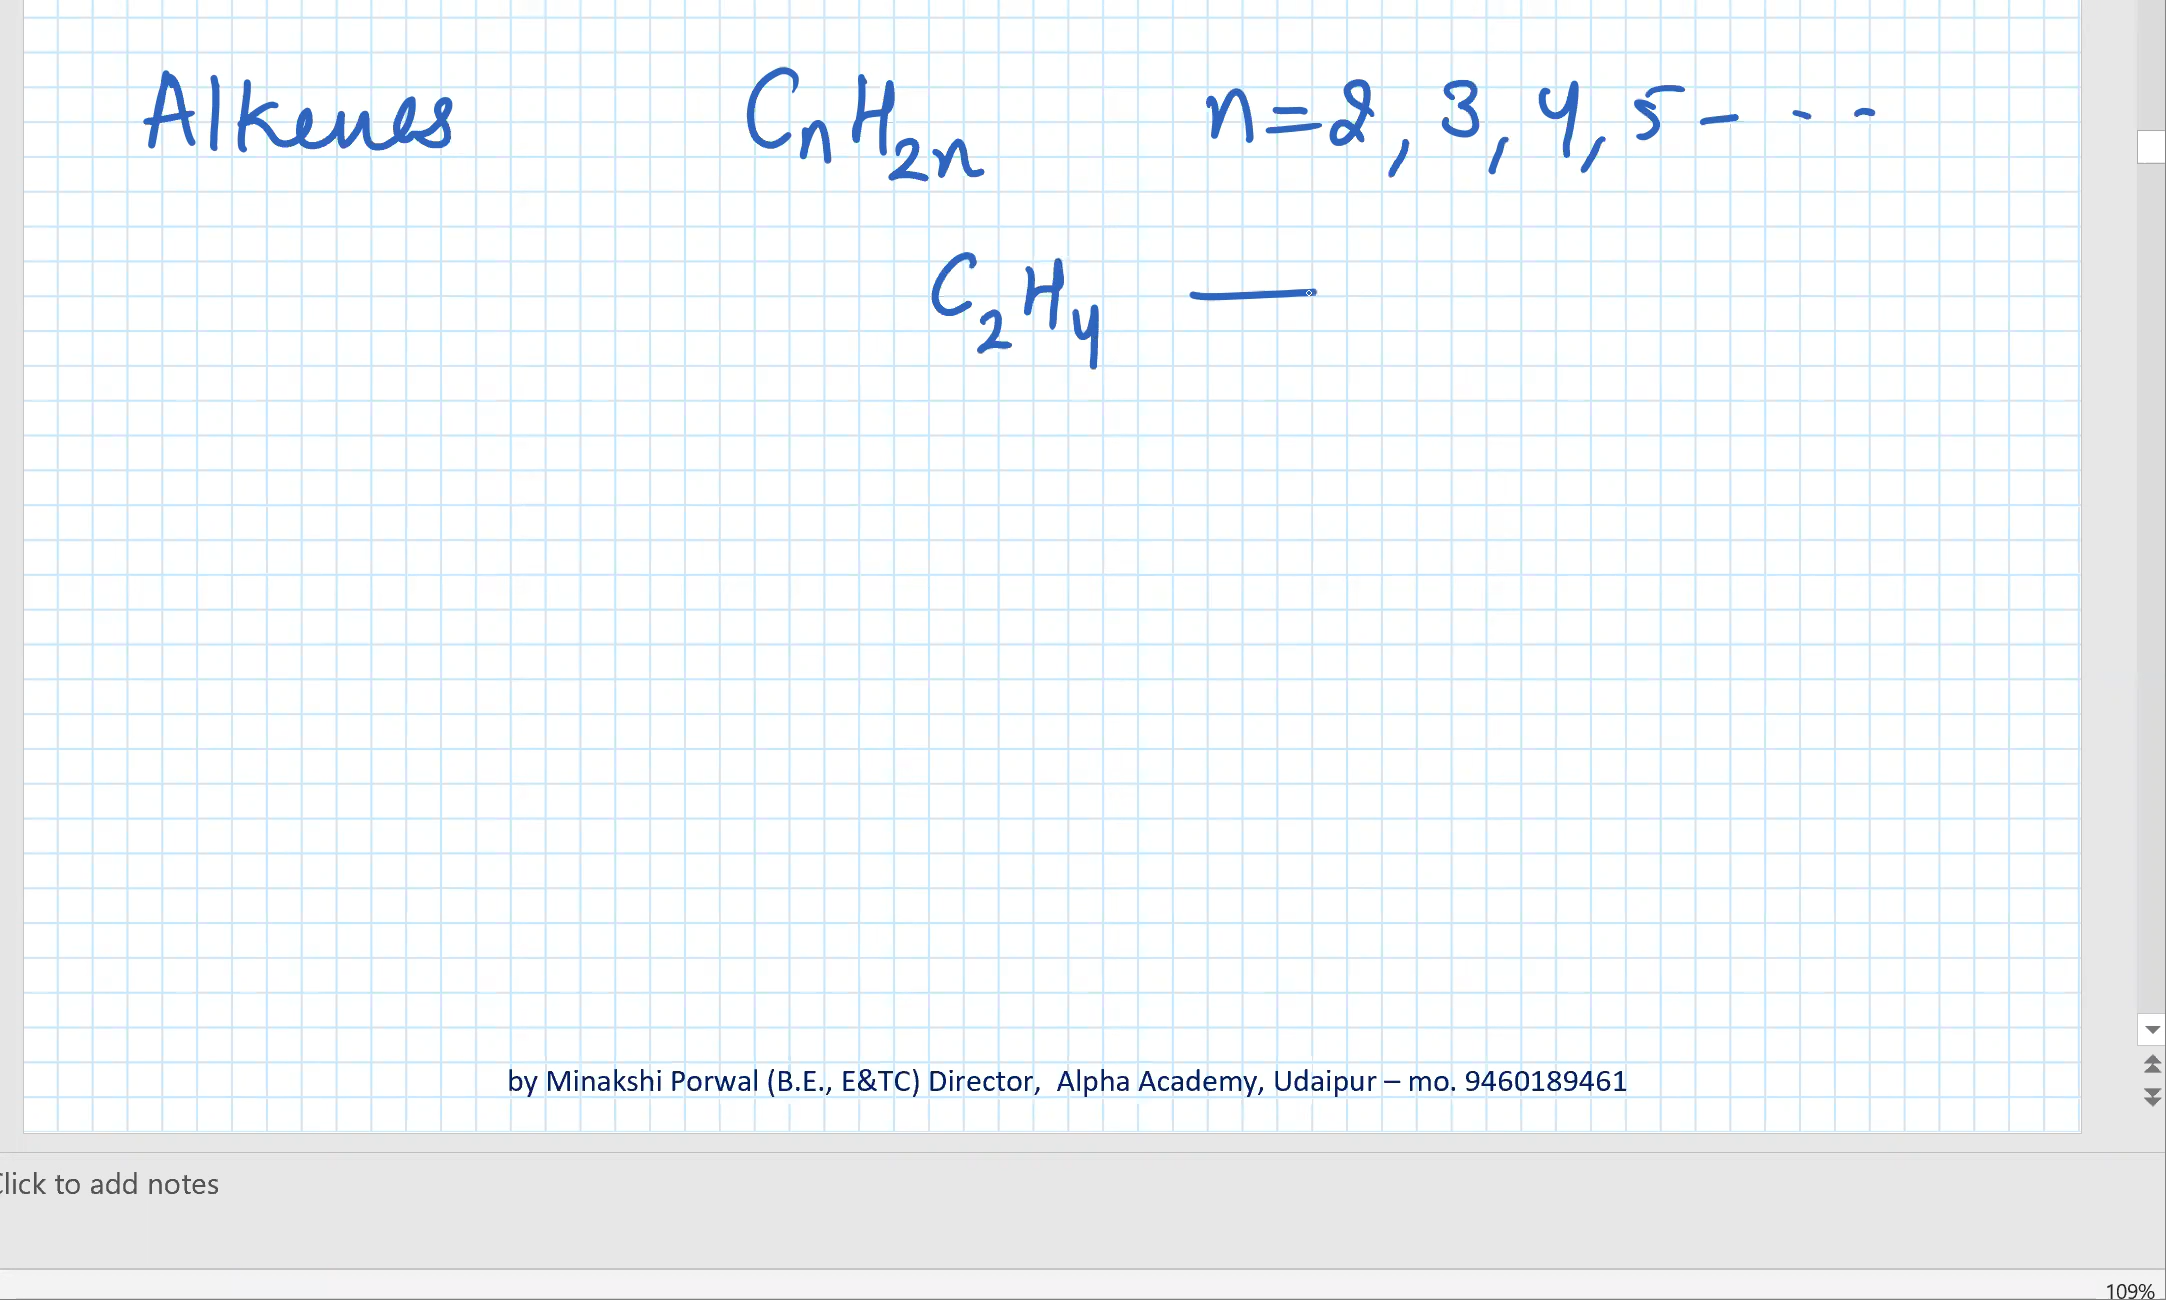 Alkenes CnH2n n=2, 3, 4, 5 - - -
C2H4 —
by Minakshi Porwal (B.E., E&TC) Director, Alpha Academy, Udaipur – mo. 9460189461
lick to add notes
109%